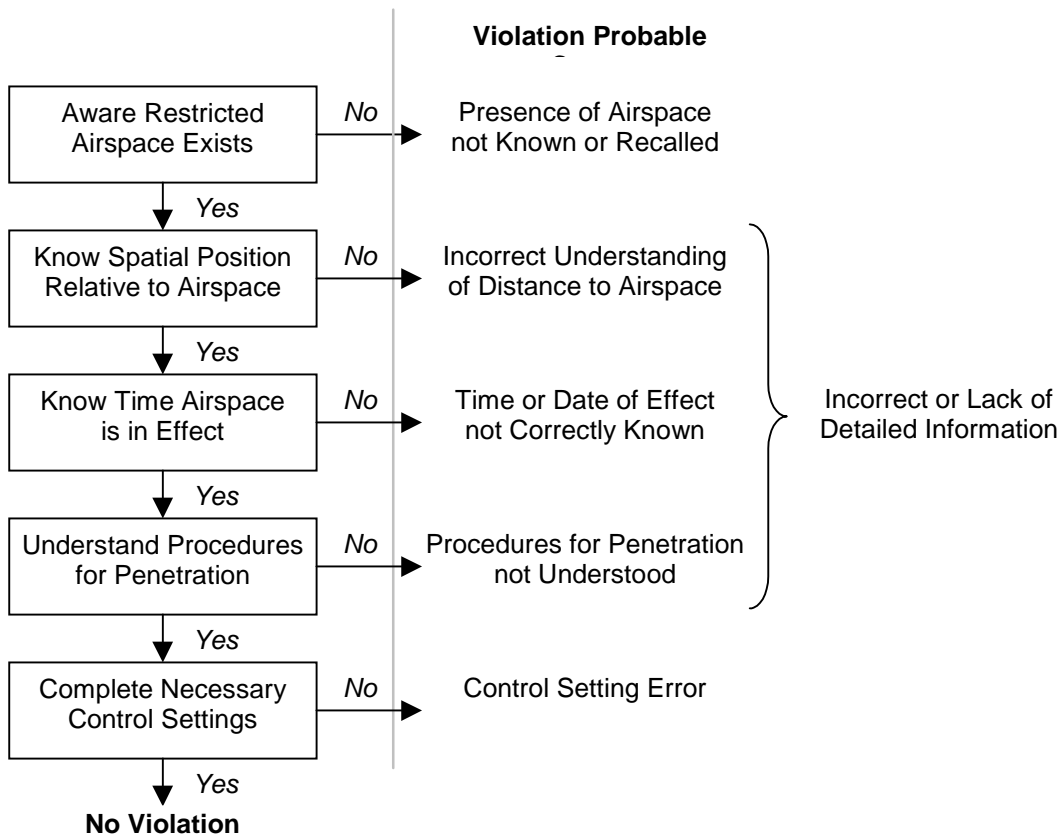 Violation Probable
Aware Restricted
Airspace Exists
No
Presence of Airspace
not Known or Recalled
Yes
Know Spatial Position
Relative to Airspace
No
Incorrect Understanding
of Distance to Airspace
Yes
Know Time Airspace
is in Effect
No
Time or Date of Effect
not Correctly Known
Incorrect or Lack of
Detailed Information
Yes
Understand Procedures
for Penetration
No
Procedures for Penetration
not Understood
Yes
Complete Necessary
Control Settings
No
Control Setting Error
Yes
No Violation